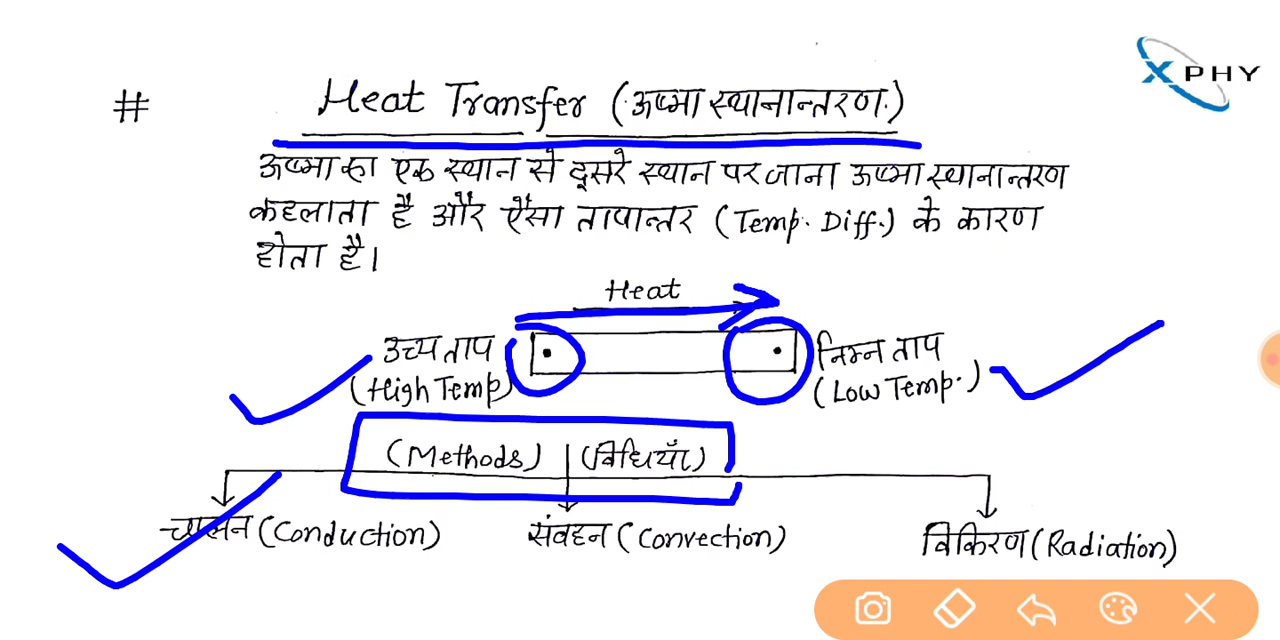 XPHY
# Heat Transfer (ऊष्मा स्थानान्तरण.)
ऊष्मा का एक स्थान से दूसरे स्थान पर जाना ऊष्मा स्थानान्तरण
कहलाता है और ऐसा तापान्तर (Temp. Diff.) के कारण
होता है।
Heat
उच्च ताप
(High Temp)
निम्न ताप
(Low Temp.)
(Methods) (विधियाँ)
चालन (Conduction) संवहन (Convection) विकिरण (Radiation)